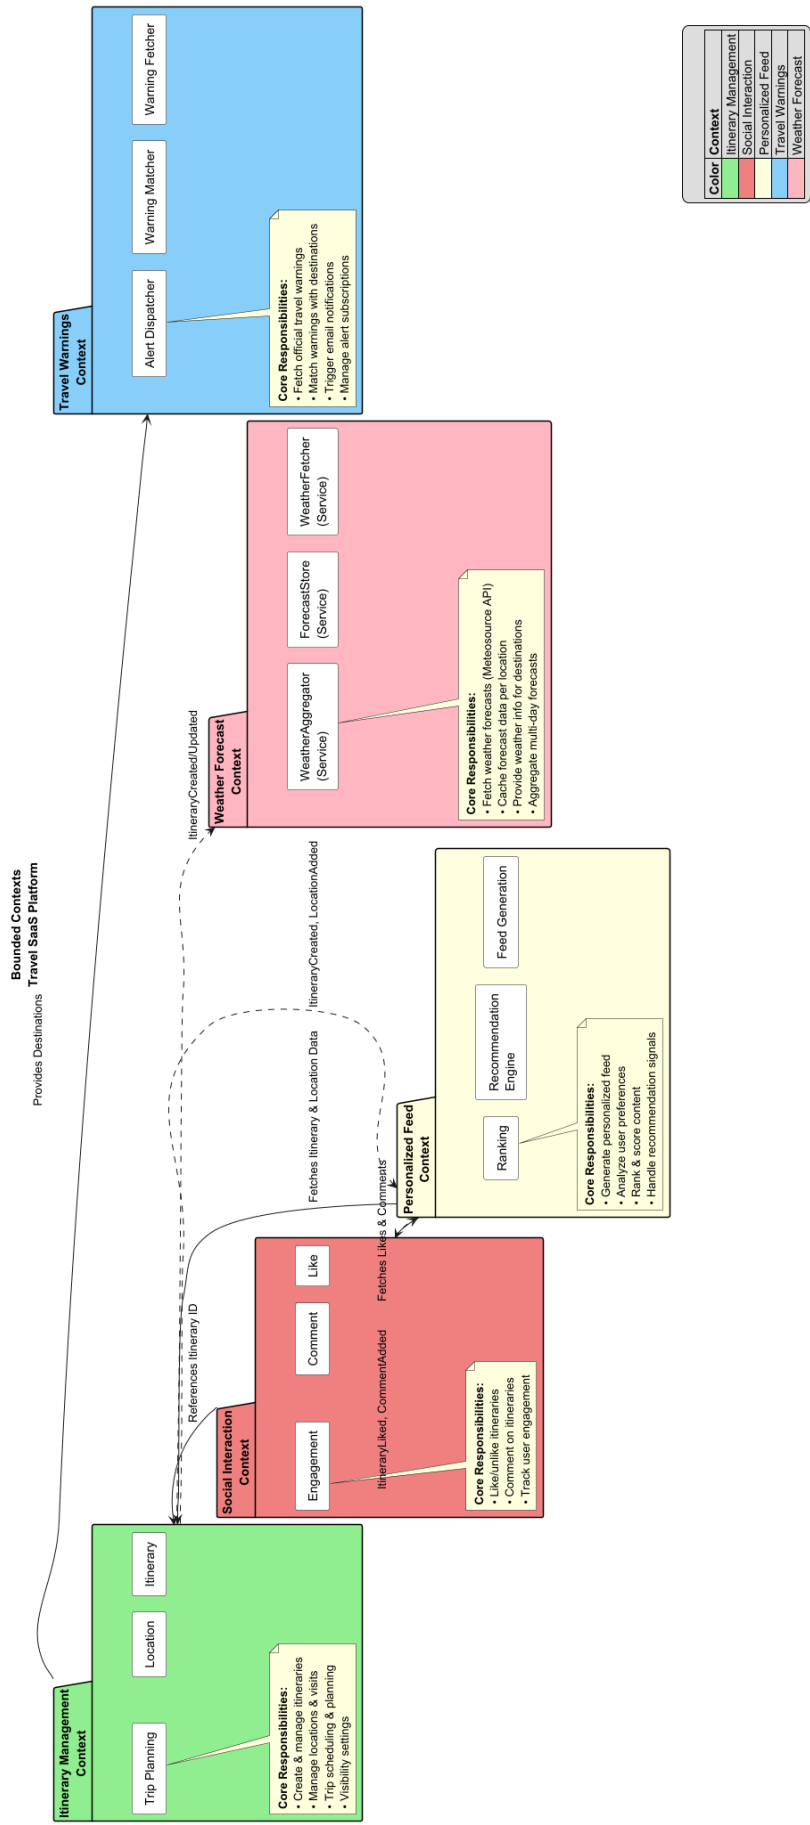 Bounded Contexts
Travel SaaS Platform
Itinerary Management
Context
Trip Planning
Location
Itinerary
Core Responsibilities:
• Create & manage itineraries
• Manage locations & visits
• Trip scheduling & planning
• Visibility settings
Social Interaction
Context
Engagement
Comment
Like
Core Responsibilities:
• Like/unlike itineraries
• Comment on itineraries
• Track user engagement
Personalized Feed
Context
Ranking
Recommendation
Engine
Feed Generation
Core Responsibilities:
• Generate personalized feed
• Analyze user preferences
• Rank & score content
• Handle recommendation signals
Weather Forecast
Context
WeatherAggregator
(Service)
ForecastStore
(Service)
WeatherFetcher
(Service)
Core Responsibilities:
• Fetch weather forecasts (Meteosource API)
• Cache forecast data per location
• Provide weather info for destinations
• Aggregate multi-day forecasts
Travel Warnings
Context
Alert Dispatcher
Warning Matcher
Warning Fetcher
Core Responsibilities:
• Fetch official travel warnings
• Match warnings with destinations
• Trigger email notifications
• Manage alert subscriptions
Provides Destinations
References Itinerary ID
Fetches Itinerary & Location Data
ItineraryCreated, LocationAdded
ItineraryCreated/Updated
ItineraryLiked, CommentAdded
Fetches Likes & Comments
Color Context
Itinerary Management
Social Interaction
Personalized Feed
Travel Warnings
Weather Forecast